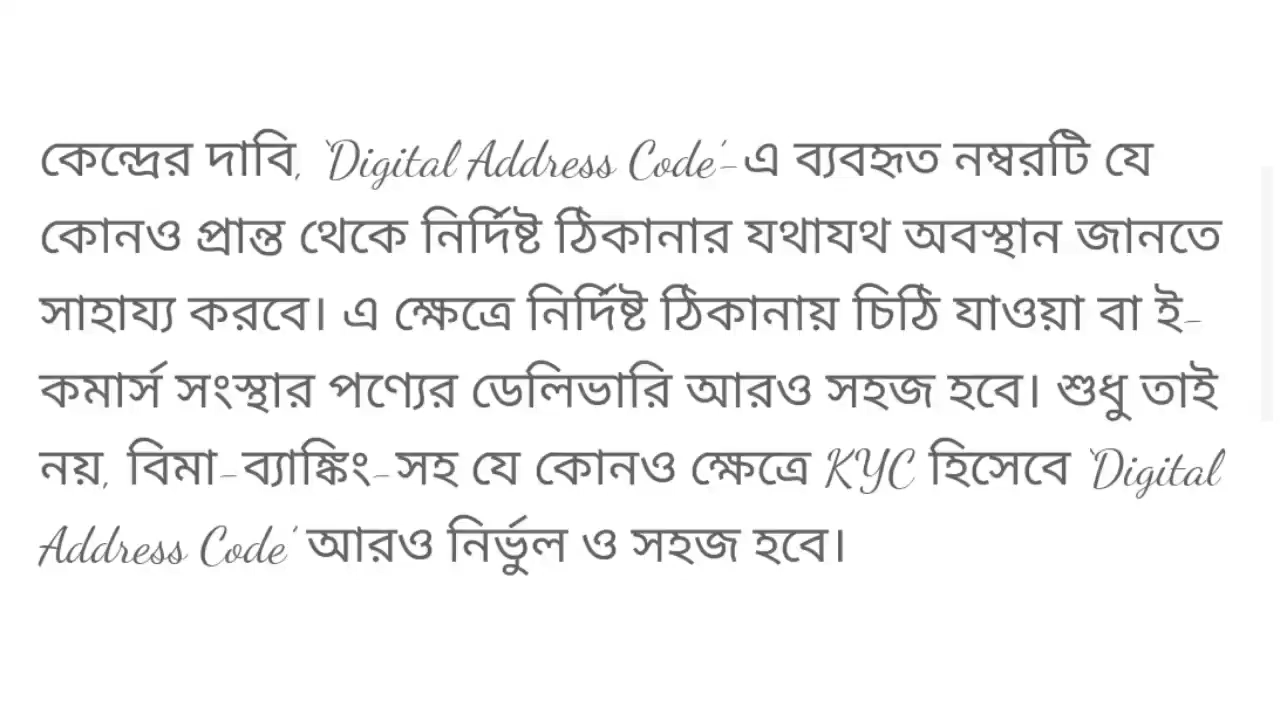 কেন্দ্রের দাবি, ‘Digital Address Code’-এ ব্যবহৃত নম্বরটি যে
কোনও প্রান্ত থেকে নির্দিষ্ট ঠিকানার যথাযথ অবস্থান জানতে
সাহায্য করবে। এ ক্ষেত্রে নির্দিষ্ট ঠিকানায় চিঠি যাওয়া বা ই-
কমার্স সংস্থার পণ্যের ডেলিভারি আরও সহজ হবে। শুধু তাই
নয়, বিমা-ব্যাঙ্কিং-সহ যে কোনও ক্ষেত্রে KYC হিসেবে ‘Digital
Address Code’ আরও নির্ভুল ও সহজ হবে।